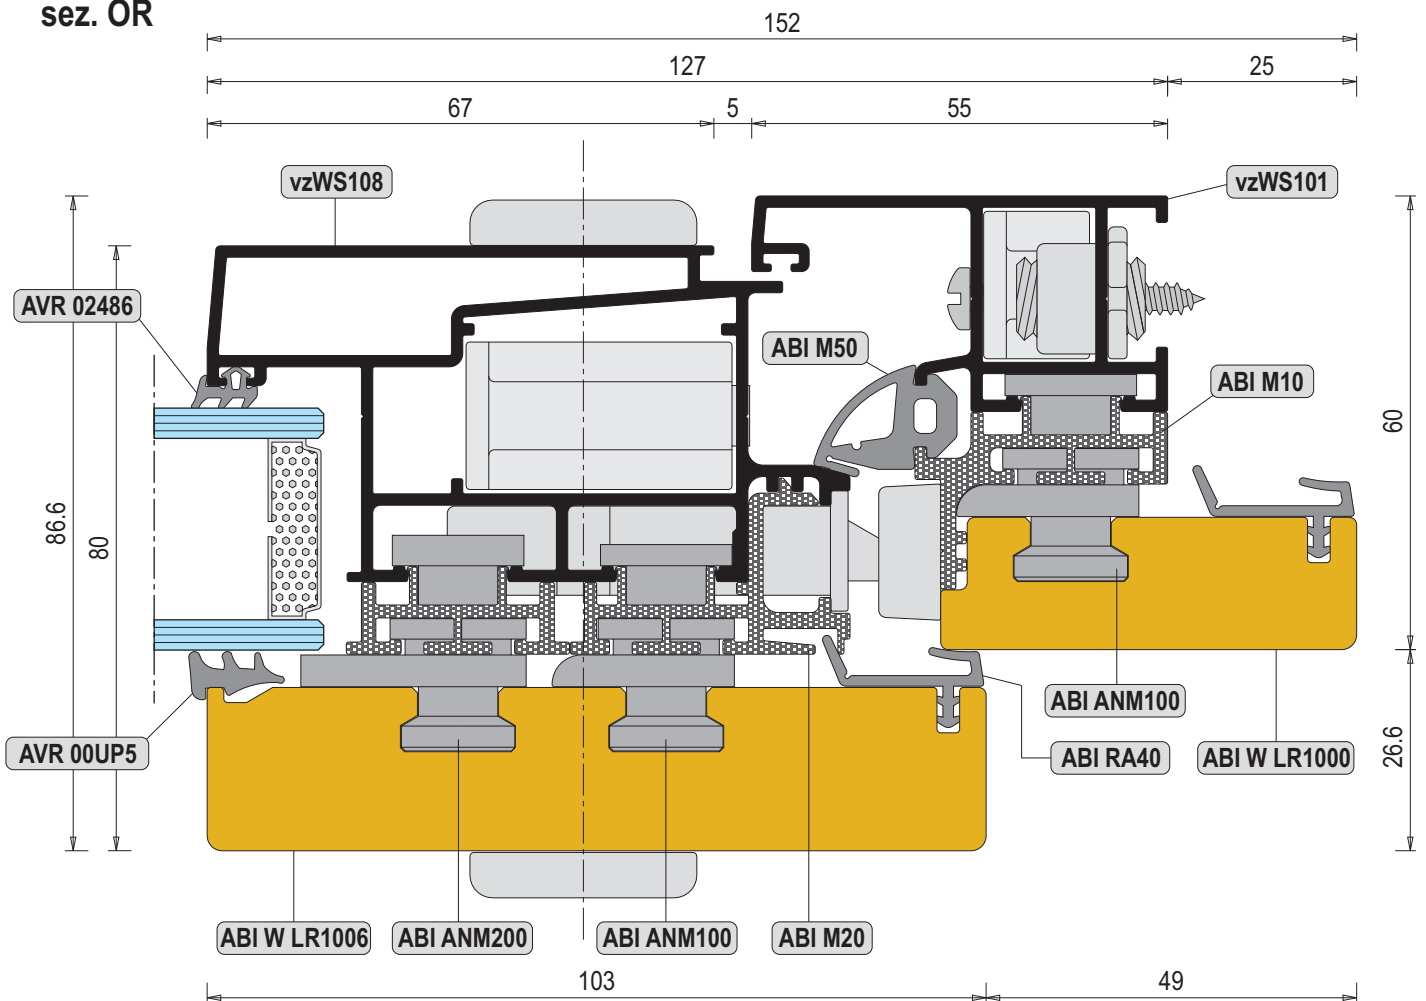 sez. OR
152
127
25
67
5
55
vzWS108
vzWS101
AVR 02486
ABI M50
ABI M10
60
86.6
80
ABI ANM100
AVR 00UP5
ABI RA40
ABI W LR1000
26.6
ABI W LR1006
ABI ANM200
ABI ANM100
ABI M20
103
49